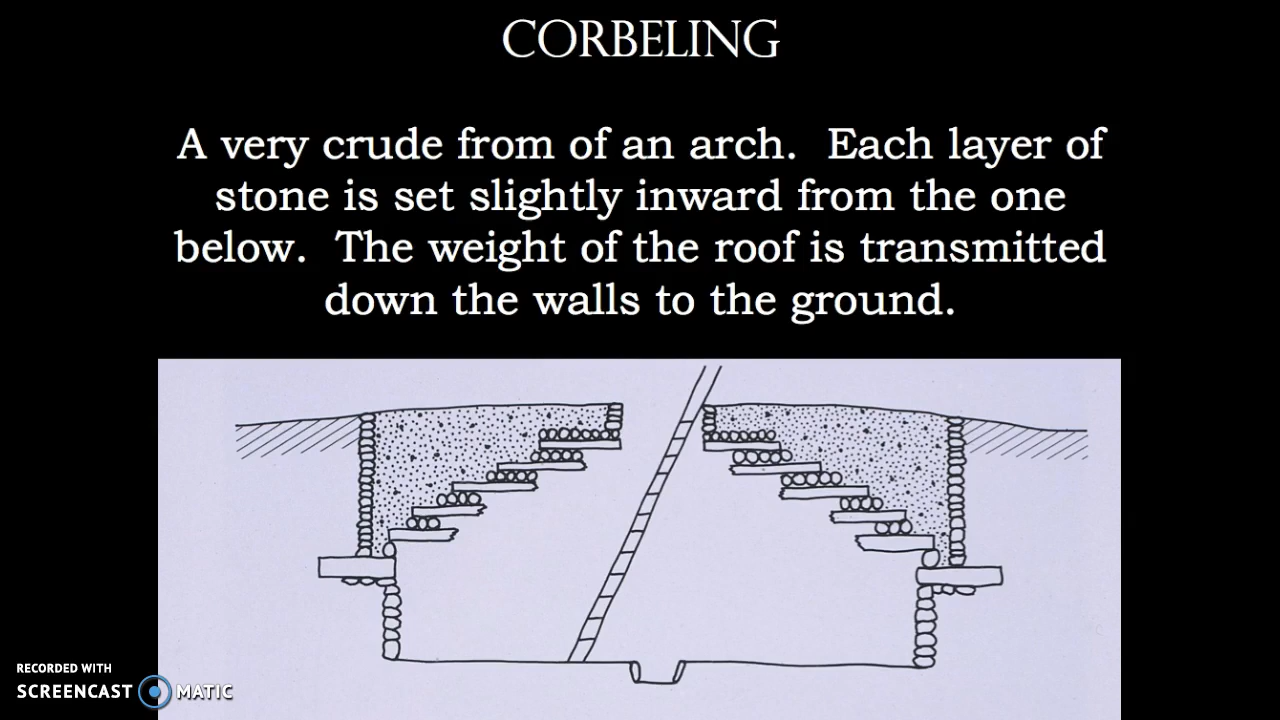 CORBELING
A very crude from of an arch.  Each layer of
stone is set slightly inward from the one
below.  The weight of the roof is transmitted
down the walls to the ground.
RECORDED WITH
SCREENCAST MATIC